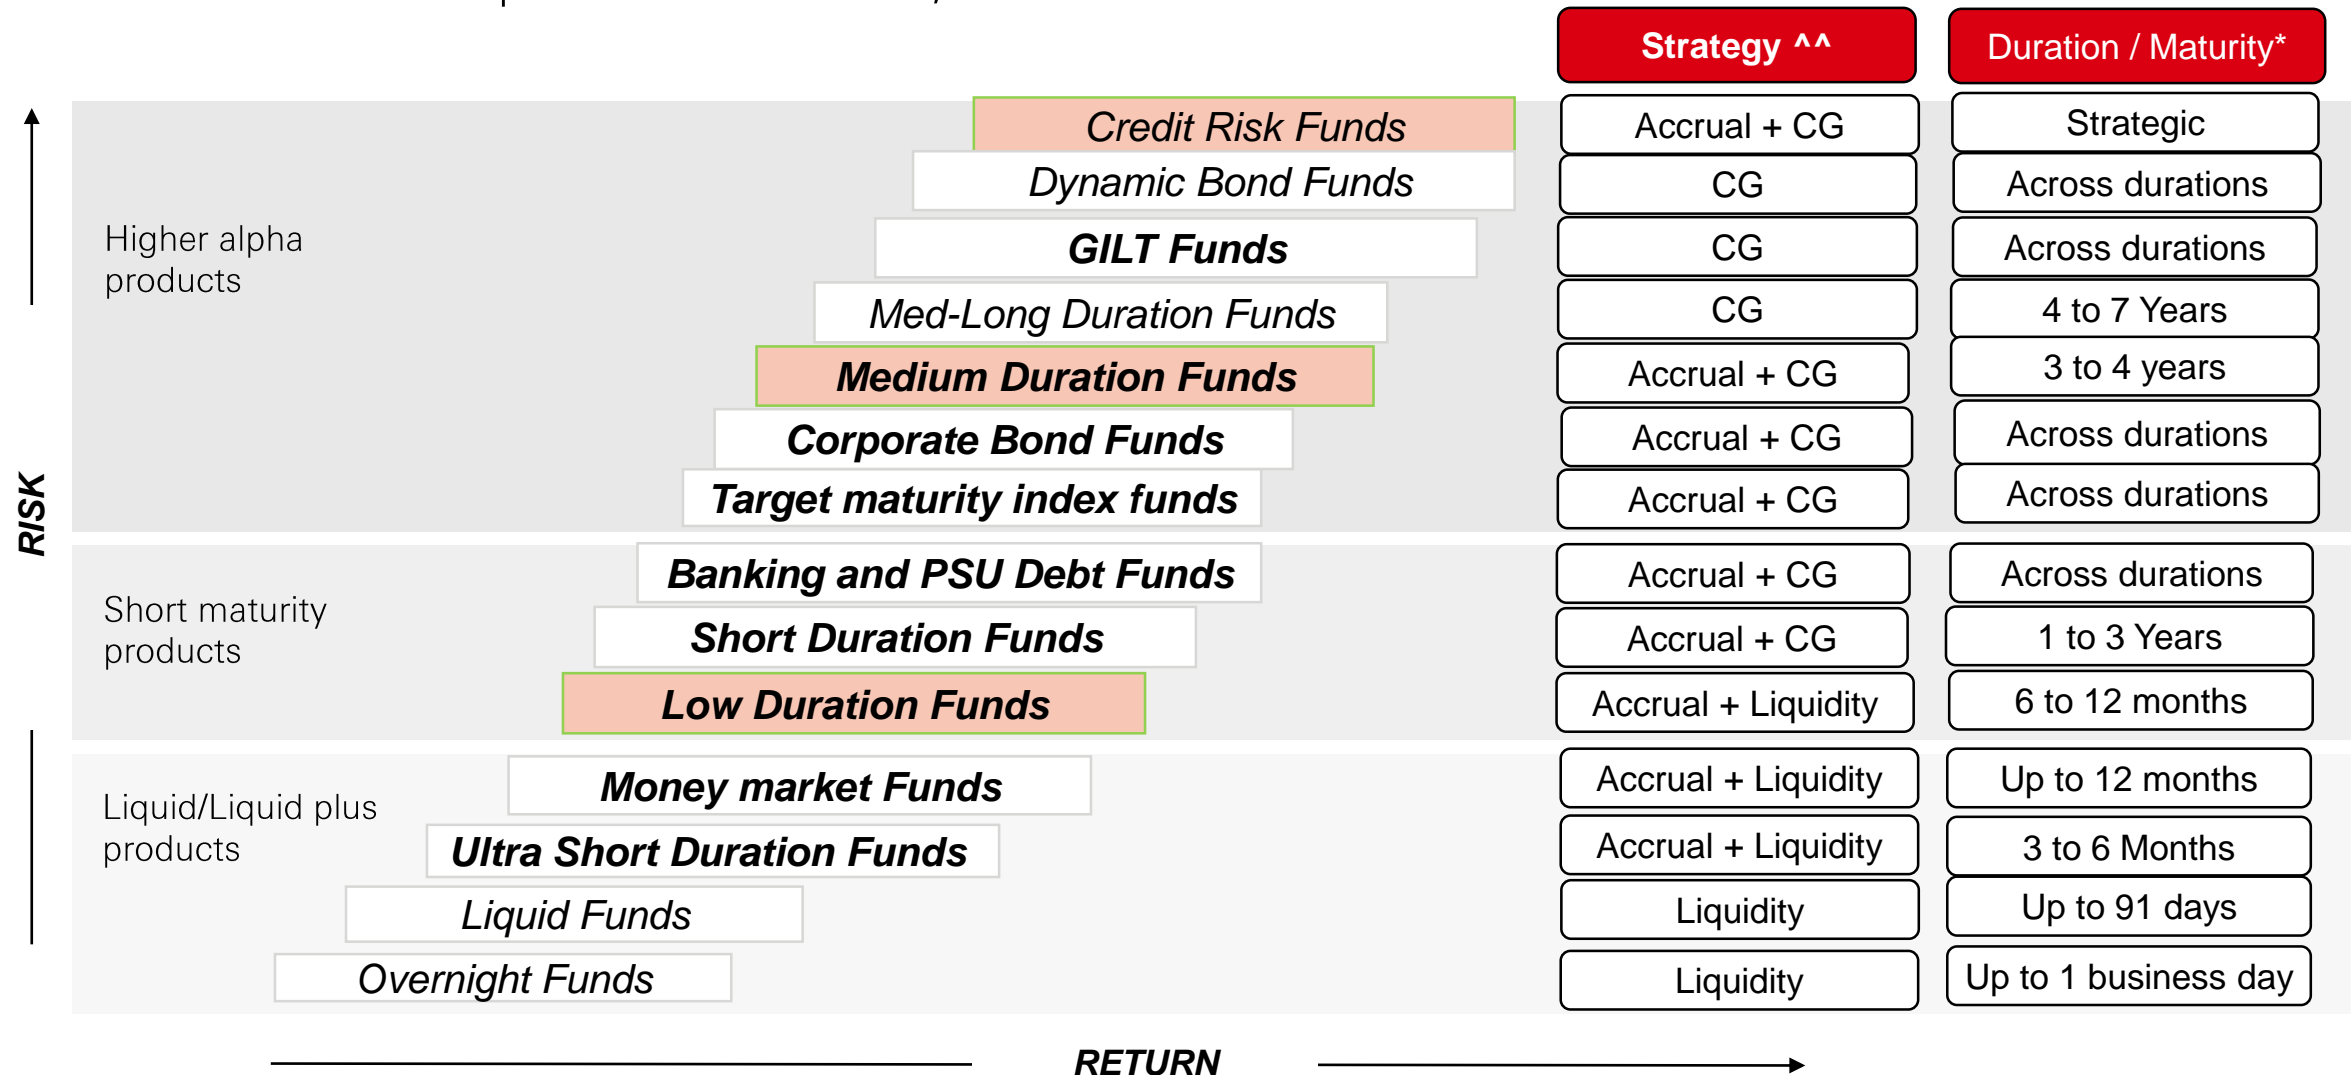 Strategy ^^ Duration / Maturity*
Credit Risk Funds Accrual + CG Strategic
Dynamic Bond Funds CG Across durations
Higher alpha
products
GILT Funds CG Across durations
Med-Long Duration Funds CG 4 to 7 Years
Medium Duration Funds Accrual + CG 3 to 4 years
Corporate Bond Funds Accrual + CG Across durations
Target maturity index funds Accrual + CG Across durations
RISK
Banking and PSU Debt Funds Accrual + CG Across durations
Short maturity
products
Short Duration Funds Accrual + CG 1 to 3 Years
Low Duration Funds Accrual + Liquidity 6 to 12 months
Money market Funds Accrual + Liquidity Up to 12 months
Liquid/Liquid plus
products
Ultra Short Duration Funds Accrual + Liquidity 3 to 6 Months
Liquid Funds Liquidity Up to 91 days
Overnight Funds Liquidity Up to 1 business day
RETURN